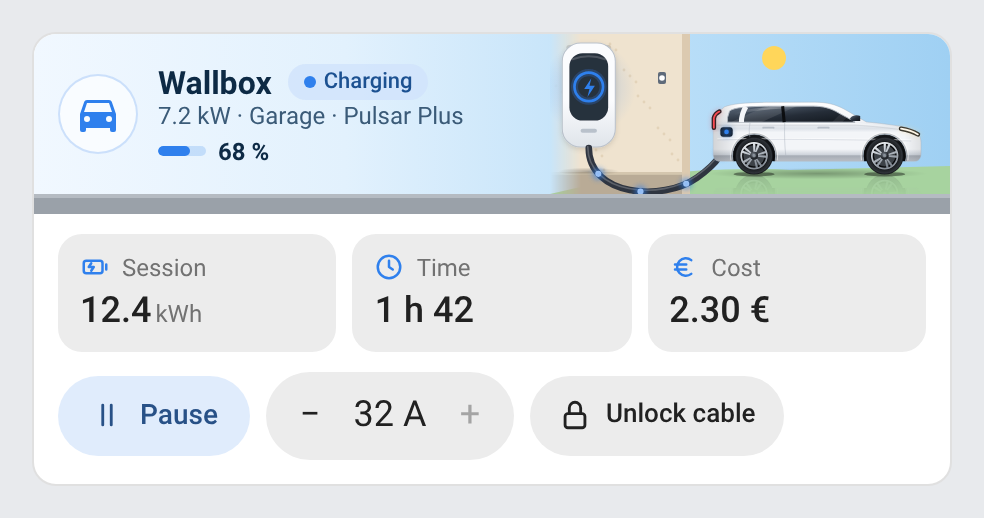 Wallbox
Charging
7.2 kW · Garage · Pulsar Plus
68 %
Session
12.4 kWh
Time
1 h 42
Cost
2.30 €
Pause
− 32 A +
Unlock cable